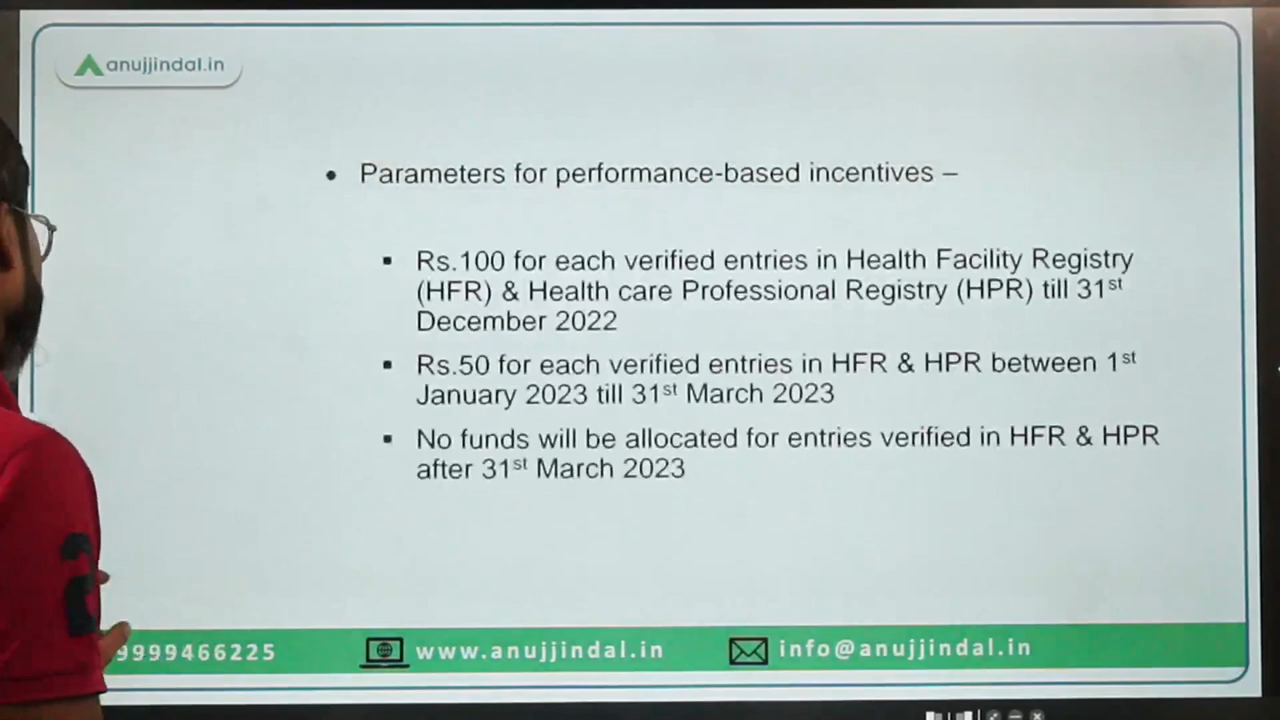 anujjindal.in
• Parameters for performance-based incentives –
▪ Rs.100 for each verified entries in Health Facility Registry
(HFR) & Health care Professional Registry (HPR) till 31st
December 2022
▪ Rs.50 for each verified entries in HFR & HPR between 1st
January 2023 till 31st March 2023
▪ No funds will be allocated for entries verified in HFR & HPR
after 31st March 2023
9999466225 www.anujjindal.in info@anujjindal.in